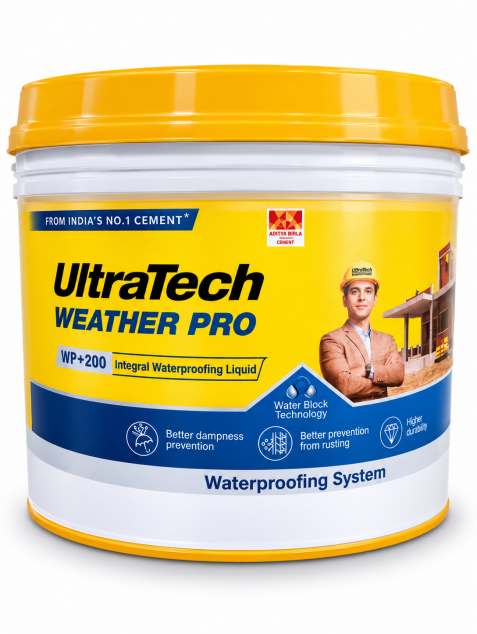 FROM INDIA'S NO.1 CEMENT*
ADITYA BIRLA
CEMENT
UltraTech
UltraTech
WEATHER PRO
WP+200 Integral Waterproofing Liquid
Water Block
Technology
Better dampness
prevention
Better prevention
from rusting
Higher
durability
Waterproofing System